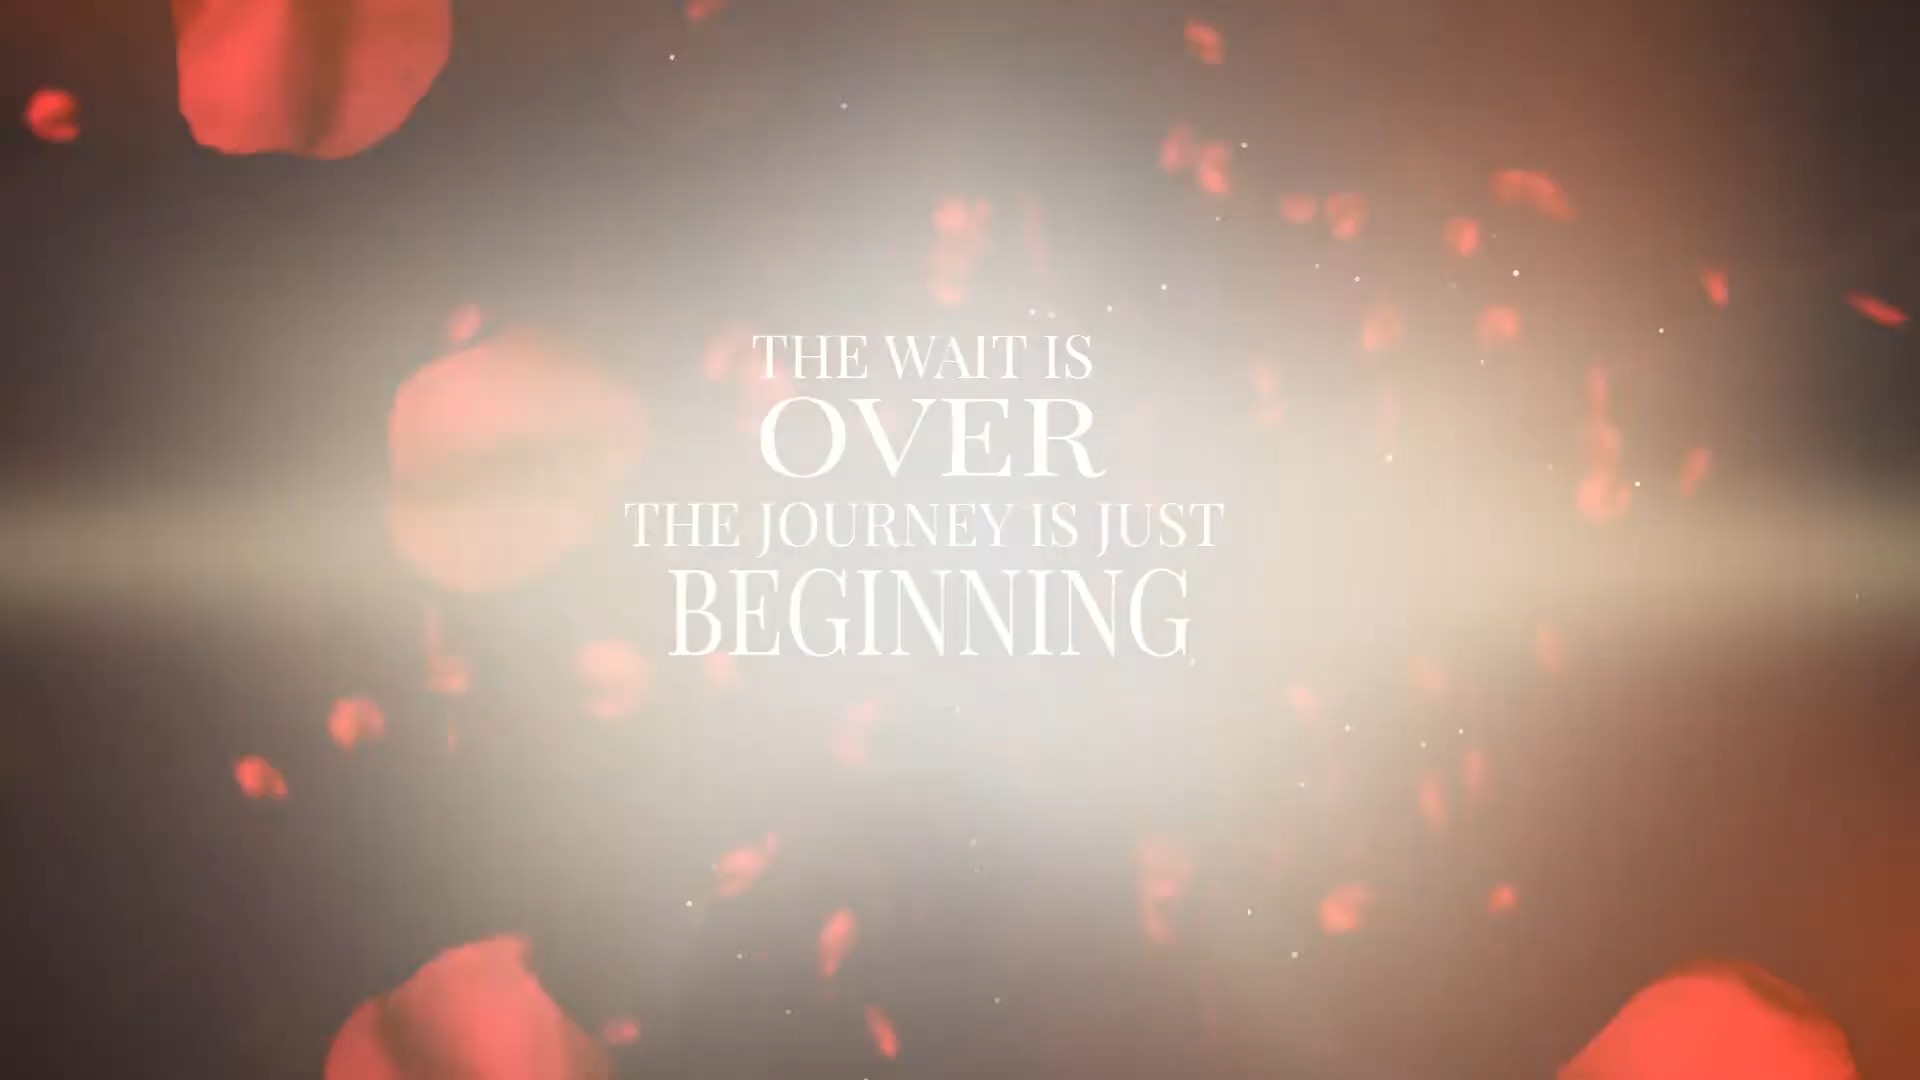 THE WAIT IS
OVER
THE JOURNEY IS JUST
BEGINNING